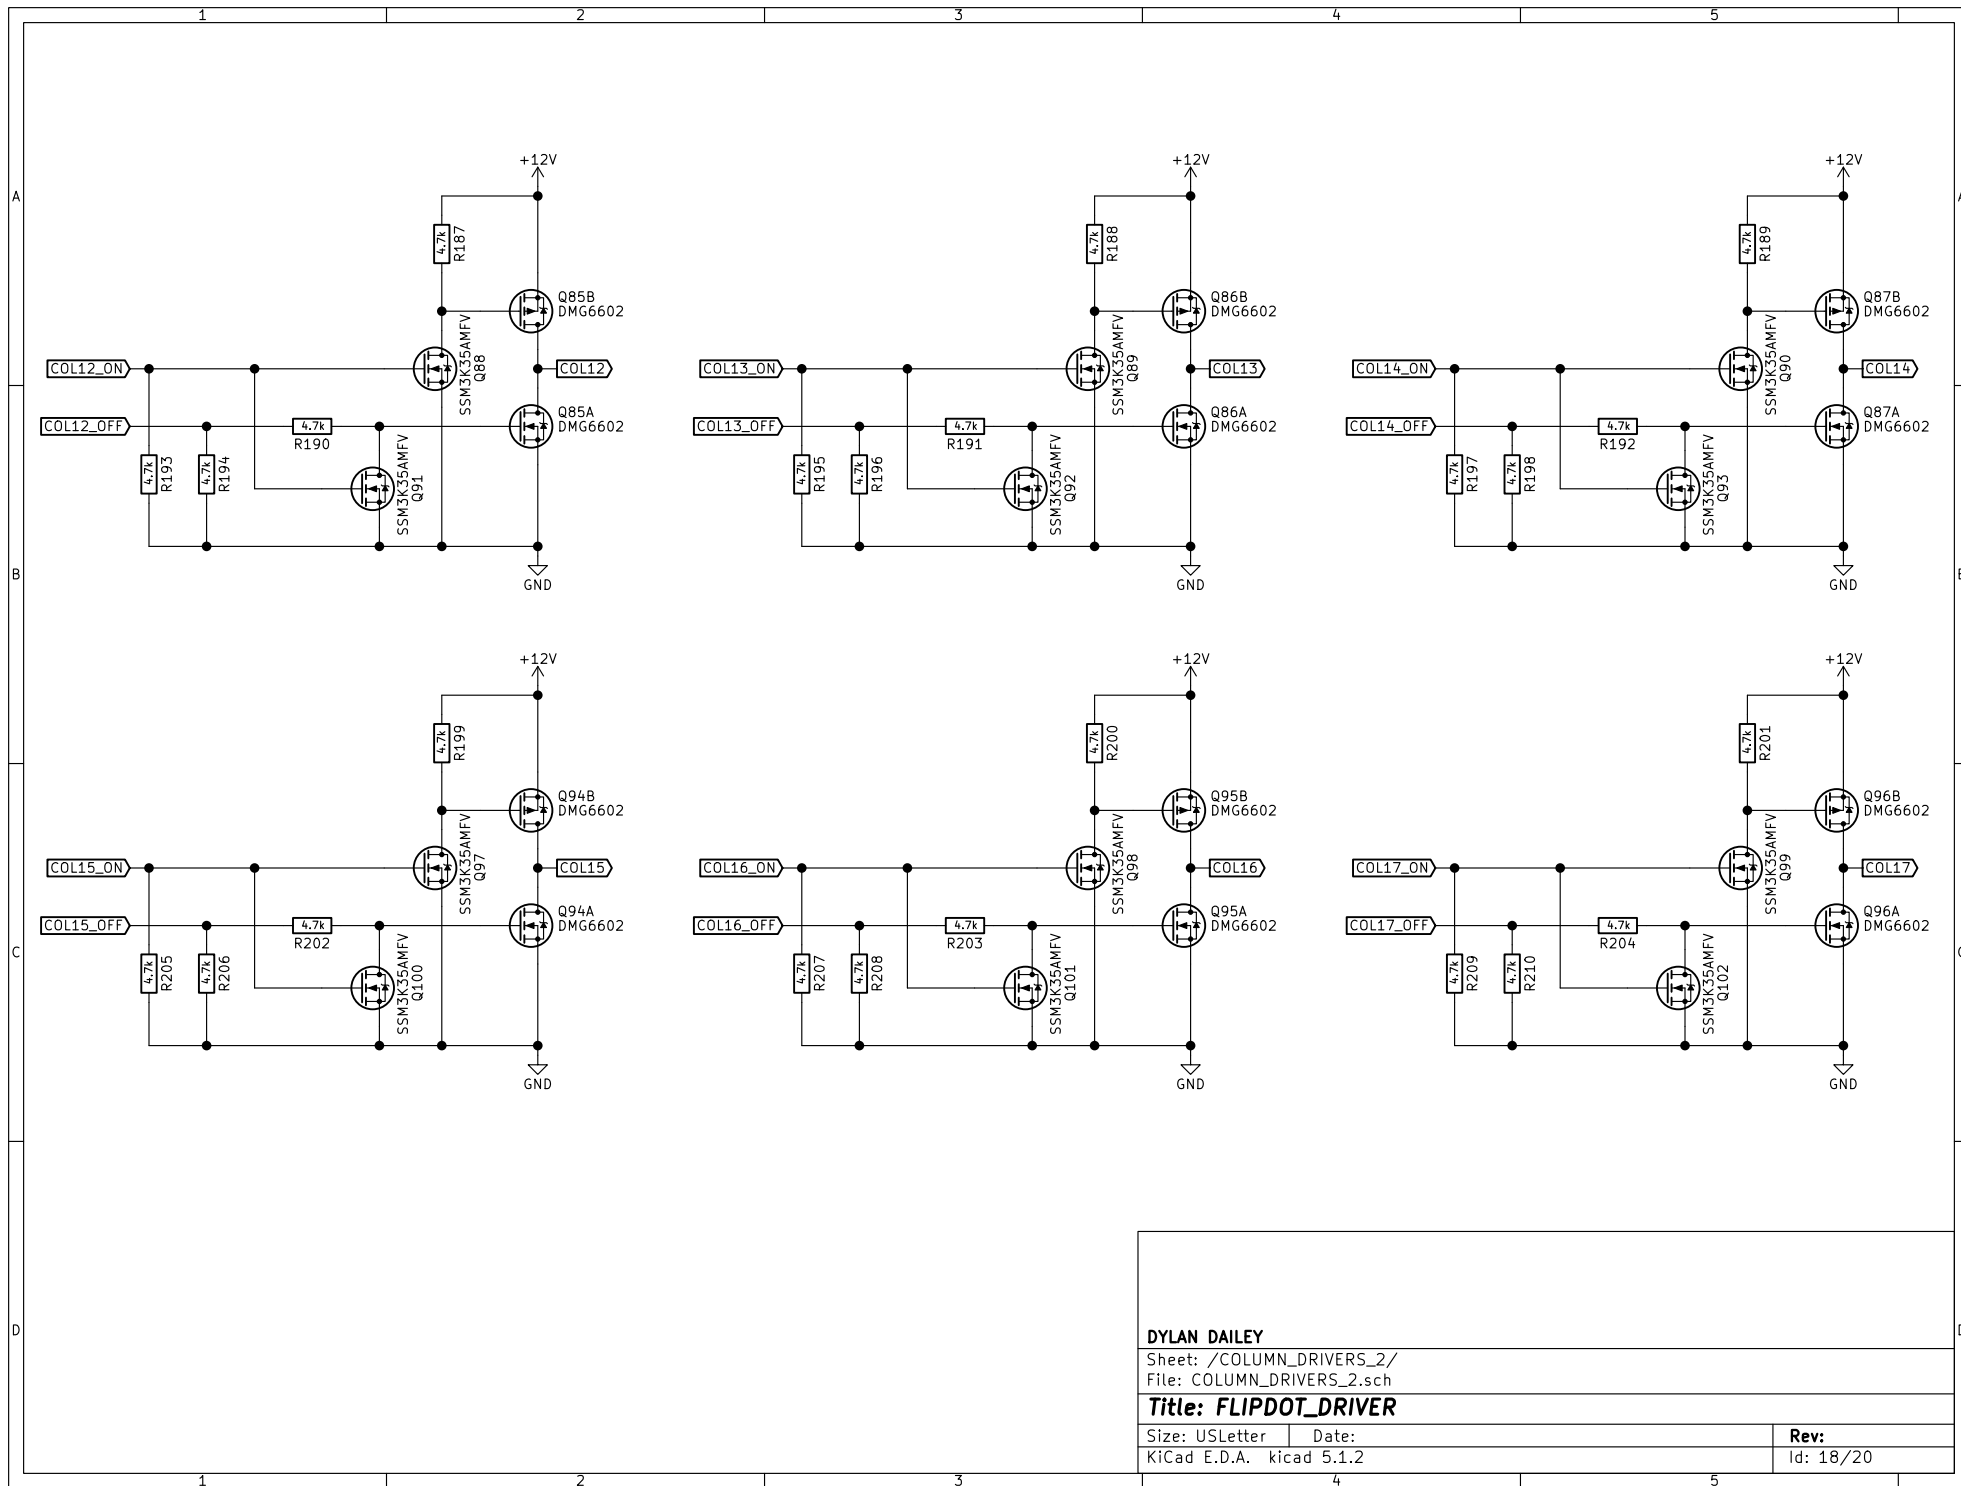 1 2 3 4 5
A
+12V
4.7k
R187
Q85B
DMG6602
SSM3K35AMFV
Q88
COL12_ON
COL12
COL12_OFF
4.7k
R190
Q85A
DMG6602
4.7k
R193
4.7k
R194
SSM3K35AMFV
Q91
GND
+12V
4.7k
R188
Q86B
DMG6602
SSM3K35AMFV
Q89
COL13_ON
COL13
COL13_OFF
4.7k
R191
Q86A
DMG6602
4.7k
R195
4.7k
R196
SSM3K35AMFV
Q92
GND
+12V
4.7k
R189
Q87B
DMG6602
SSM3K35AMFV
Q90
COL14_ON
COL14
COL14_OFF
4.7k
R192
Q87A
DMG6602
4.7k
R197
4.7k
R198
SSM3K35AMFV
Q93
GND
B
+12V
4.7k
R199
Q94B
DMG6602
SSM3K35AMFV
Q97
COL15_ON
COL15
COL15_OFF
4.7k
R202
Q94A
DMG6602
4.7k
R205
4.7k
R206
SSM3K35AMFV
Q100
GND
+12V
4.7k
R200
Q95B
DMG6602
SSM3K35AMFV
Q98
COL16_ON
COL16
COL16_OFF
4.7k
R203
Q95A
DMG6602
4.7k
R207
4.7k
R208
SSM3K35AMFV
Q101
GND
+12V
4.7k
R201
Q96B
DMG6602
SSM3K35AMFV
Q99
COL17_ON
COL17
COL17_OFF
4.7k
R204
Q96A
DMG6602
4.7k
R209
4.7k
R210
SSM3K35AMFV
Q102
GND
C
D
DYLAN DAILEY
Sheet: /COLUMN_DRIVERS_2/
File: COLUMN_DRIVERS_2.sch
Title: FLIPDOT_DRIVER
Size: USLetter Date: Rev:
KiCad E.D.A. kicad 5.1.2 Id: 18/20
1 2 3 4 5